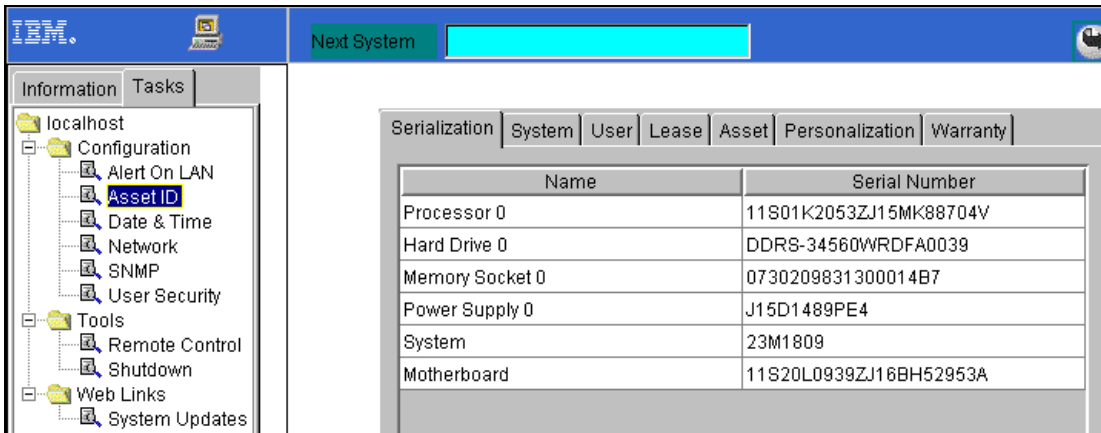 IBM.
Next System
Information Tasks
localhost
Configuration
Alert On LAN
Asset ID
Date & Time
Network
SNMP
User Security
Tools
Remote Control
Shutdown
Web Links
System Updates
Serialization System User Lease Asset Personalization Warranty
Name Serial Number
Processor 0 11S01K2053ZJ15MK88704V
Hard Drive 0 DDRS-34560WRDFA0039
Memory Socket 0 0730209831300014B7
Power Supply 0 J15D1489PE4
System 23M1809
Motherboard 11S20L0939ZJ16BH52953A